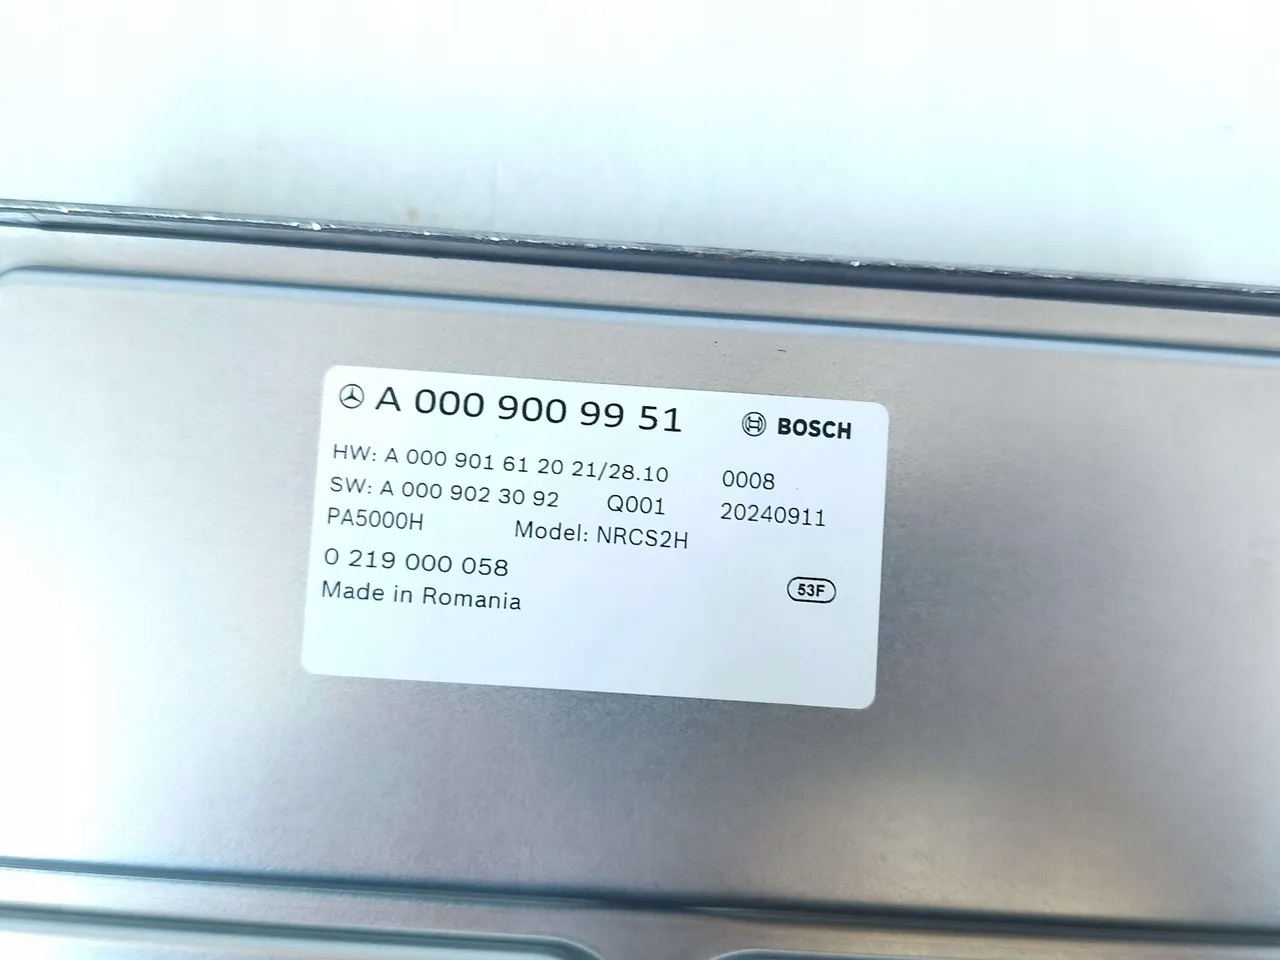 A 000 900 99 51 BOSCH
HW: A 000 901 61 20 21/28.10 0008
SW: A 000 902 30 92 Q001 20240911
PA5000H Model: NRCS2H
0 219 000 058
53F
Made in Romania